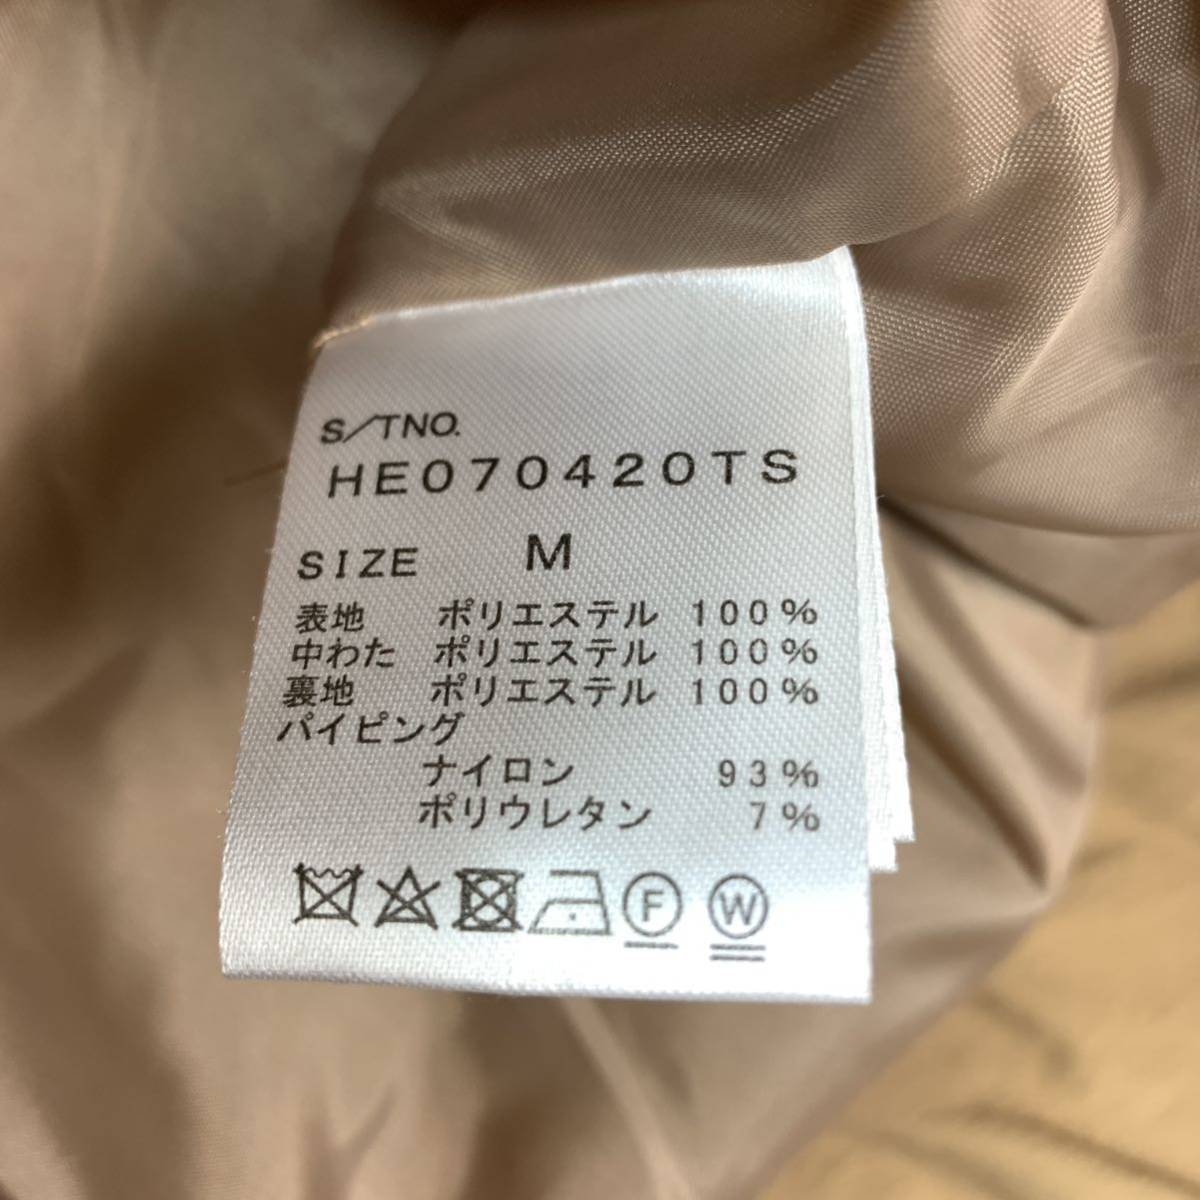 S/TNO.
HE070420TS
SIZE M
表地 ポリエステル 100%
中わた ポリエステル 100%
裏地 ポリエステル 100%
パイピング
ナイロン 93%
ポリウレタン 7%
F W